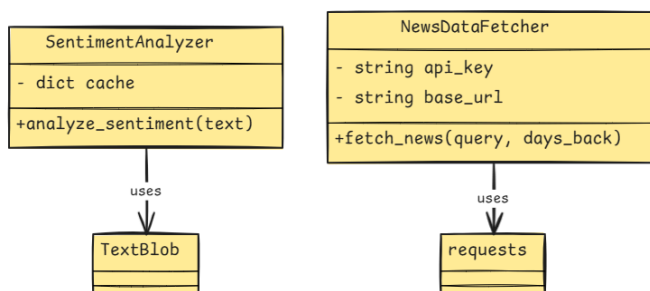 SentimentAnalyzer
- dict cache
+analyze_sentiment(text)
uses
TextBlob
NewsDataFetcher
- string api_key
- string base_url
+fetch_news(query, days_back)
uses
requests